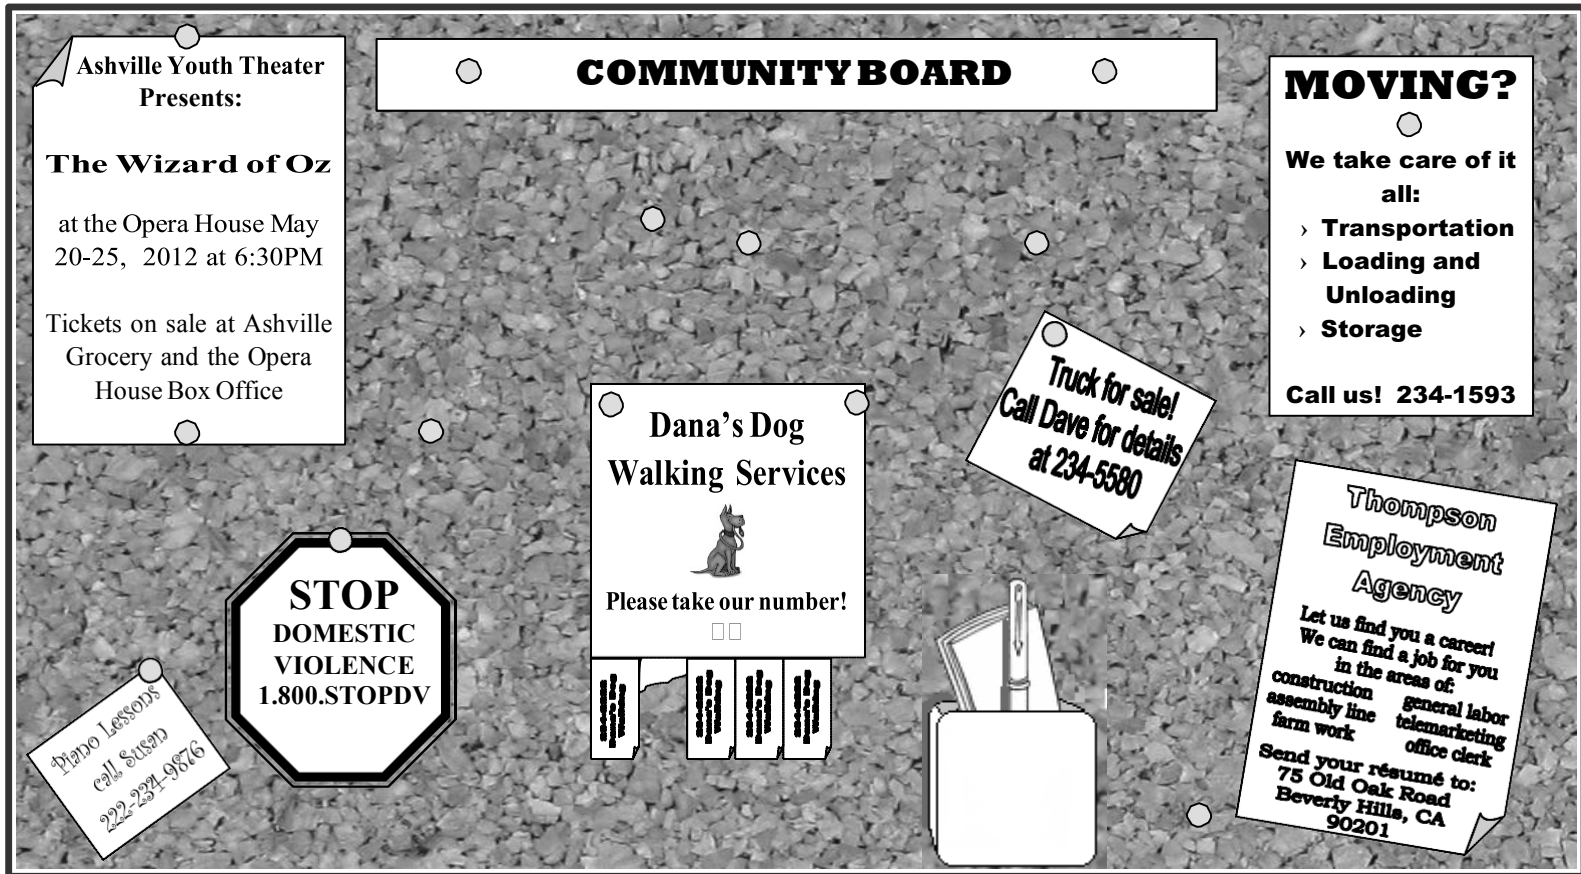 COMMUNITY BOARD
Ashville Youth Theater
Presents:
The Wizard of Oz
at the Opera House May
20-25, 2012 at 6:30PM
Tickets on sale at Ashville
Grocery and the Opera
House Box Office
MOVING?
We take care of it
all:
› Transportation
› Loading and
Unloading
› Storage
Call us! 234-1593
Truck for sale!
Call Dave for details
at 234-5580
Dana's Dog
Walking Services
Please take our number!
STOP
DOMESTIC
VIOLENCE
1.800.STOPDV
Piano Lessons
call Susan
222-234-9876
Thompson
Employment
Agency
Let us find you a career!
We can find a job for you
in the areas of:
construction general labor
assembly line telemarketing
farm work office clerk
Send your résumé to:
75 Old Oak Road
Beverly Hills, CA
90201